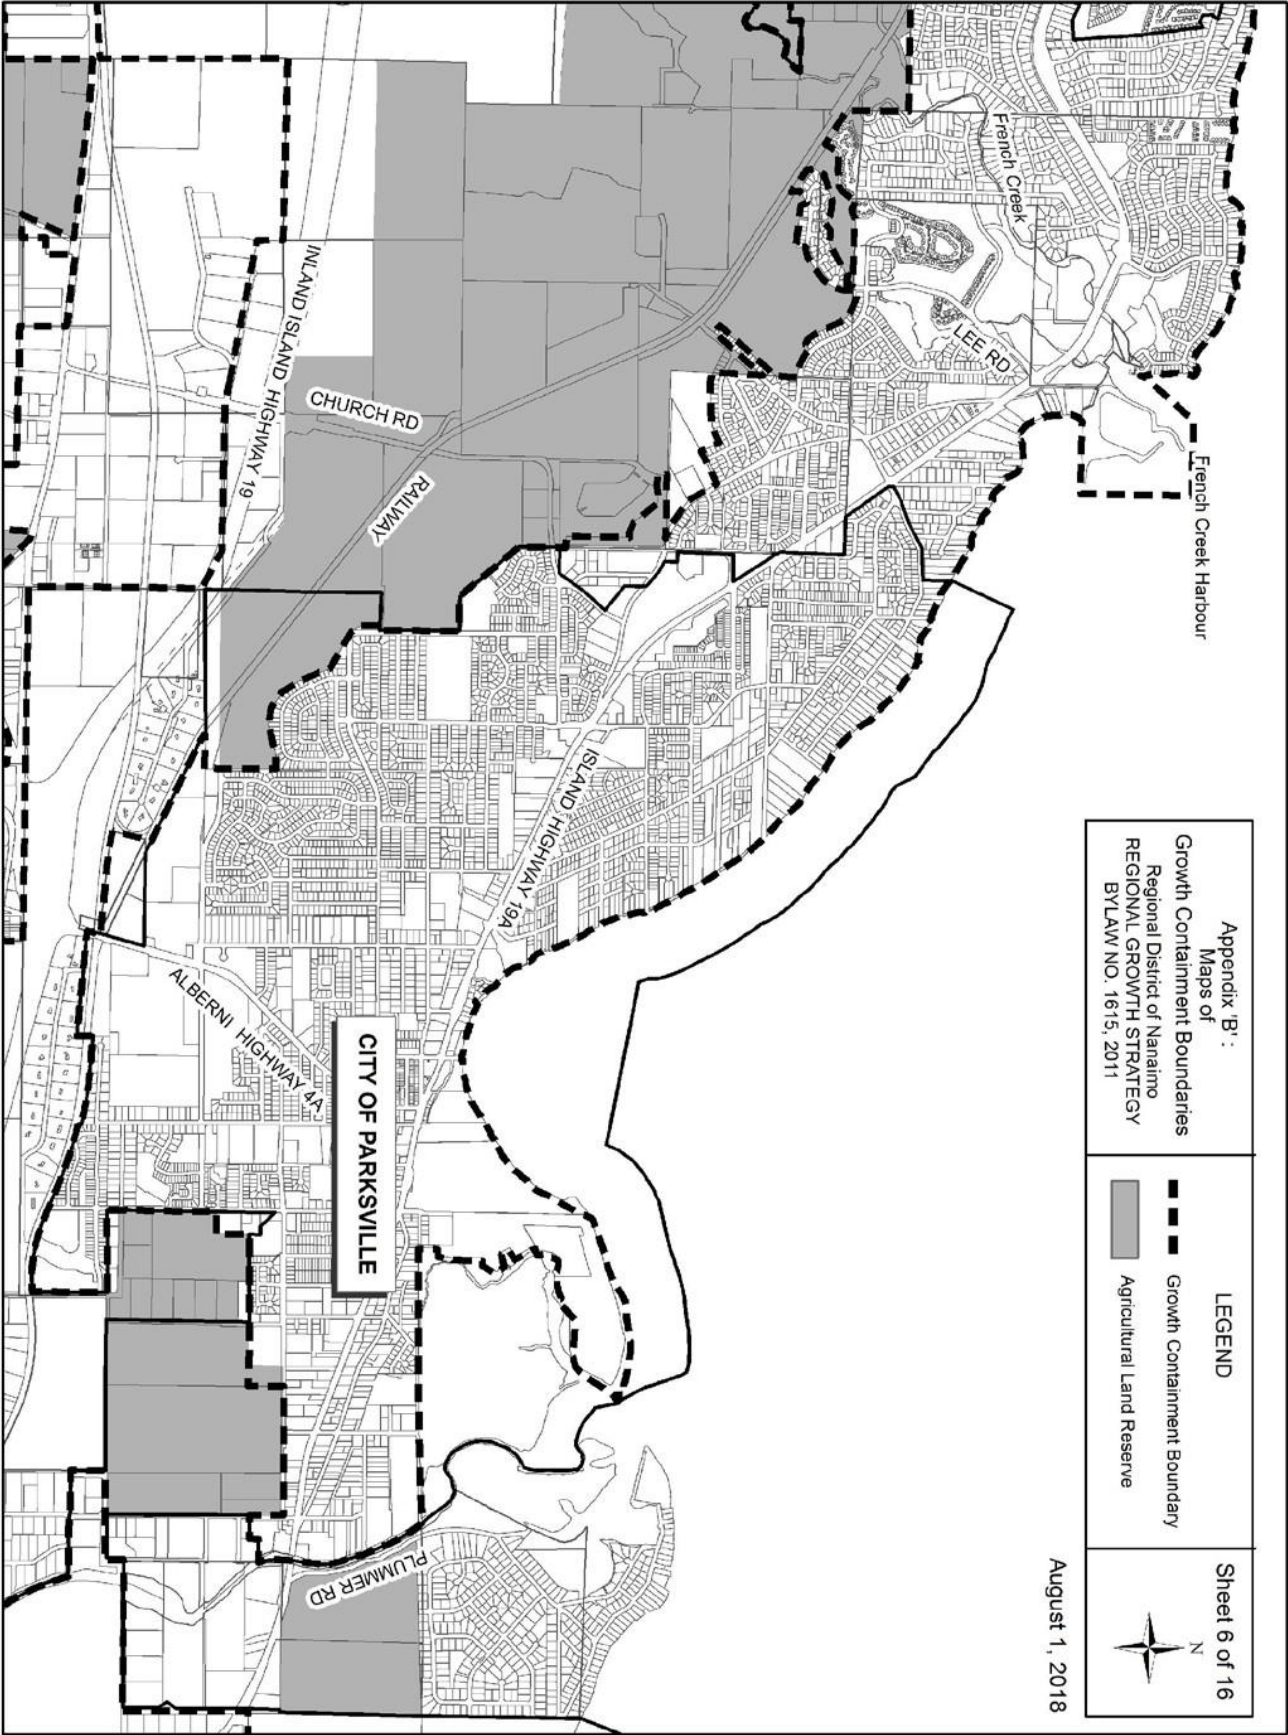 Appendix 'B' :
Maps of
Growth Containment Boundaries
Regional District of Nanaimo
REGIONAL GROWTH STRATEGY
BYLAW NO. 1615, 2011
LEGEND
Growth Containment Boundary
Agricultural Land Reserve
Sheet 6 of 16
N
August 1, 2018
French Creek Harbour
French Creek
LEE RD
INLAND ISLAND HIGHWAY 19
CHURCH RD
RAILWAY
ISLAND HIGHWAY 19A
ALBERNI HIGHWAY 4A
CITY OF PARKSVILLE
PLUMMER RD